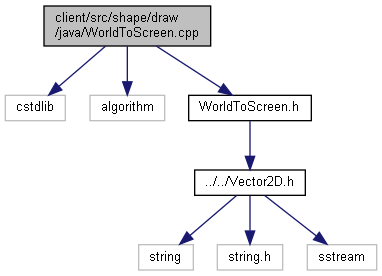 client/src/shape/draw
/java/WorldToScreen.cpp
cstdlib
algorithm
WorldToScreen.h
../../Vector2D.h
string
string.h
sstream